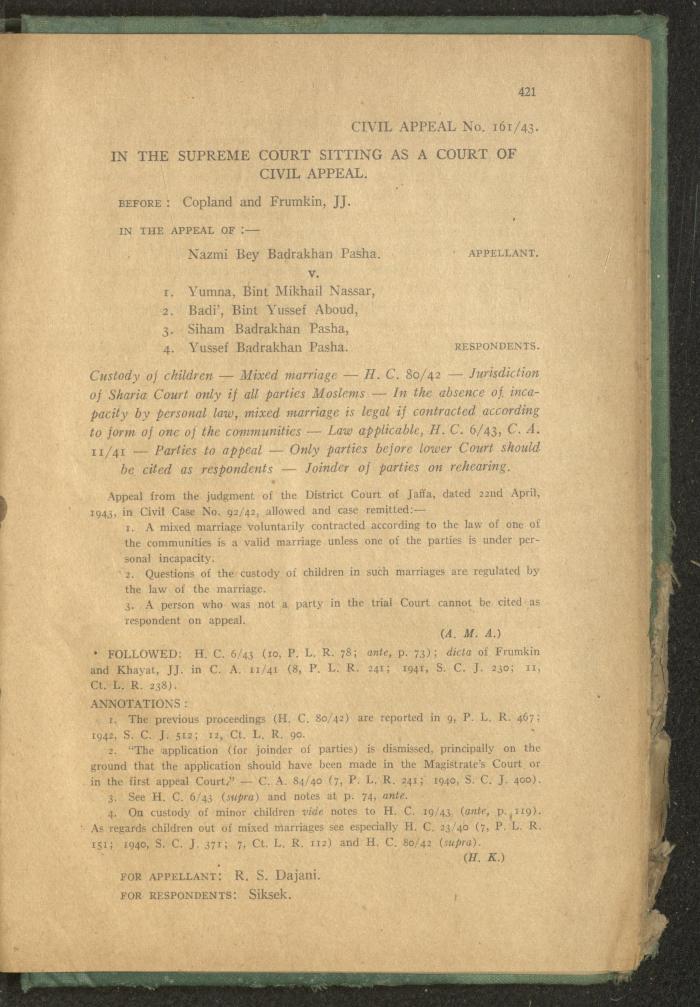 421
CIVIL APPEAL No. 161/43.
IN THE SUPREME COURT SITTING AS A COURT OF
CIVIL APPEAL.
BEFORE : Copland and Frumkin, JJ.
IN THE APPEAL OF :—
Nazmi Bey Badrakhan Pasha. APPELLANT.
v.
1. Yumna, Bint Mikhail Nassar,
2. Badi', Bint Yussef Aboud,
3. Siham Badrakhan Pasha,
4. Yussef Badrakhan Pasha. RESPONDENTS.
Custody of children — Mixed marriage — H. C. 80/42 — Jurisdiction
of Sharia Court only if all parties Moslems — In the absence of inca-
pacity by personal law, mixed marriage is legal if contracted according
to form of one of the communities — Law applicable, H. C. 6/43, C. A.
11/41 — Parties to appeal — Only parties before lower Court should
be cited as respondents — Joinder of parties on rehearing.
Appeal from the judgment of the District Court of Jaffa, dated 22nd April,
1943, in Civil Case No. 92/42, allowed and case remitted:—
1. A mixed marriage voluntarily contracted according to the law of one of
the communities is a valid marriage unless one of the parties is under per-
sonal incapacity.
2. Questions of the custody of children in such marriages are regulated by
the law of the marriage.
3. A person who was not a party in the trial Court cannot be cited as
respondent on appeal.
(A. M. A.)
FOLLOWED: H. C. 6/43 (10, P. L. R. 78; ante, p. 73); dicta of Frumkin
and Khayat, JJ. in C. A. 11/41 (8, P. L. R. 241; 1941, S. C. J. 230; 11,
Ct. L. R. 238).
ANNOTATIONS :
1. The previous proceedings (H. C. 80/42) are reported in 9, P. L. R. 467;
1942, S. C. J. 512; 12, Ct. L. R. 90.
2. "The application (for joinder of parties) is dismissed, principally on the
ground that the application should have been made in the Magistrate's Court or
in the first appeal Court." — C. A. 84/40 (7, P. L. R. 241; 1940, S. C. J. 400).
3. See H. C. 6/43 (supra) and notes at p. 74, ante.
4. On custody of minor children vide notes to H. C. 19/43 (ante, p. 119).
As regards children out of mixed marriages see especially H. C. 23/40 (7, P. L. R.
151; 1940, S. C. J. 371; 7, Ct. L. R. 112) and H. C. 80/42 (supra).
(H. K.)
FOR APPELLANT: R. S. Dajani.
FOR RESPONDENTS: Siksek.